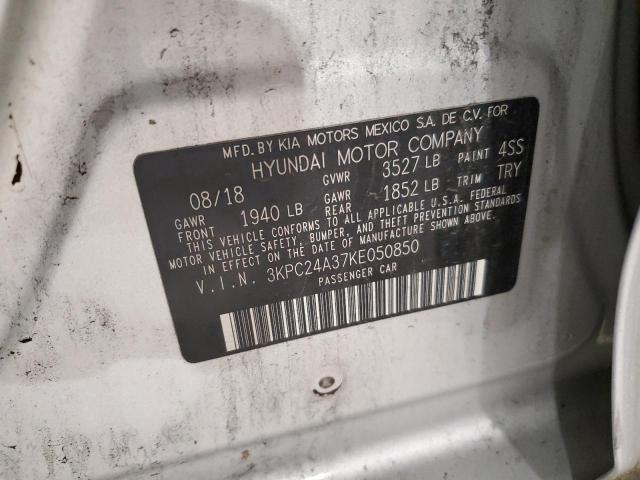 MFD. BY KIA MOTORS MEXICO S.A. DE C.V. FOR
HYUNDAI MOTOR COMPANY
08/18 GVWR 3527 LB PAINT 4SS
GAWR FRONT 1940 LB GAWR REAR 1852 LB TRIM TRY
THIS VEHICLE CONFORMS TO ALL APPLICABLE U.S.A. FEDERAL
MOTOR VEHICLE SAFETY, BUMPER, AND THEFT PREVENTION STANDARDS
IN EFFECT ON THE DATE OF MANUFACTURE SHOWN ABOVE.
V.I.N. 3KPC24A37KE050850
PASSENGER CAR